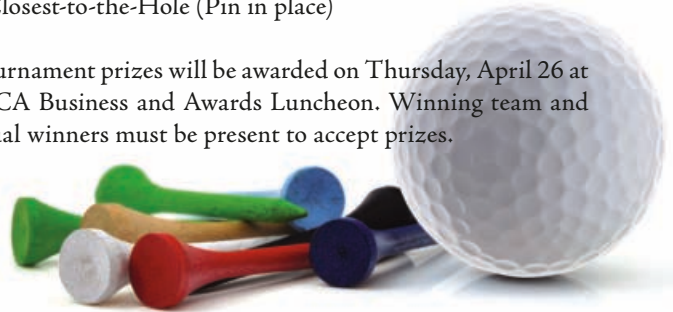 Closest-to-the-Hole (Pin in place)
urnament prizes will be awarded on Thursday, April 26 at
CA Business and Awards Luncheon. Winning team and
al winners must be present to accept prizes.